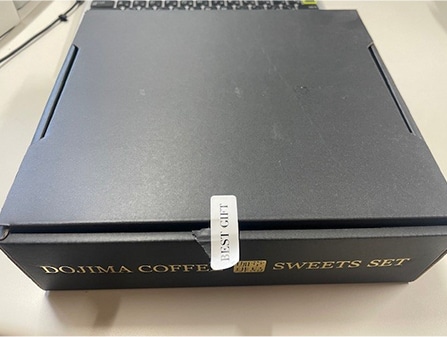 BEST GIFT
DOJIMA COFFE SWEETS SET